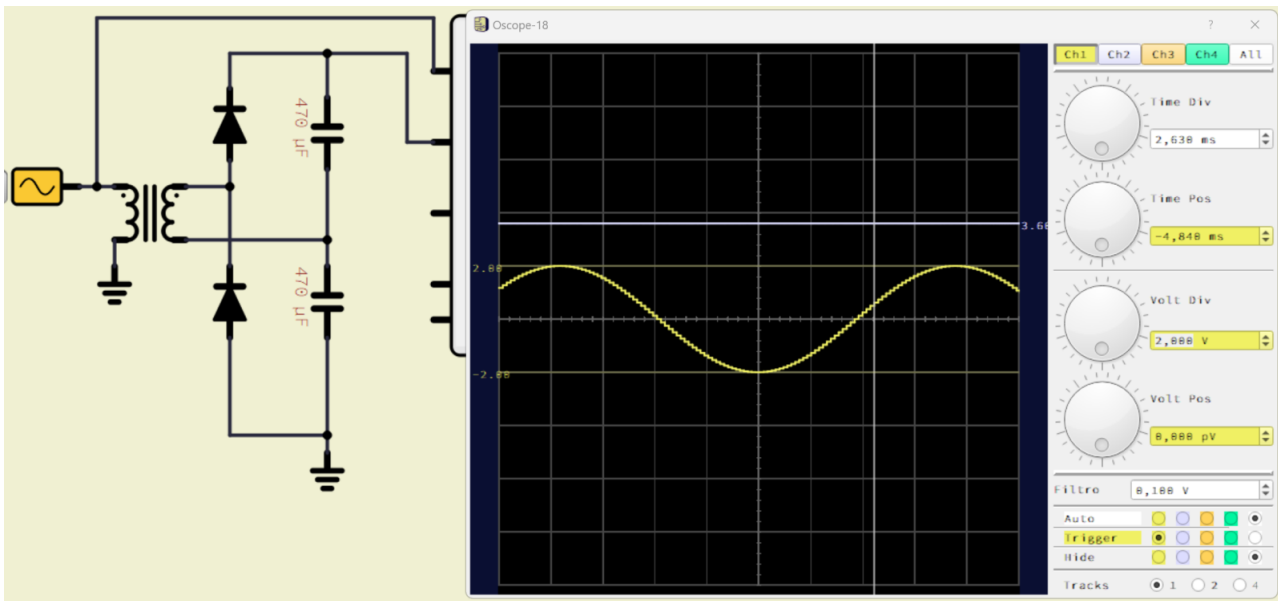 Oscope-18
?
Ch1 Ch2 Ch3 Ch4 All
470 µF
470 µF
3.60
2.00
-2.00
Time Div
2,630 ms
Time Pos
-4,840 ms
Volt Div
2,000 V
Volt Pos
0,000 pV
Filtro 0,100 V
Auto
Trigger
Hide
Tracks 1 2 4